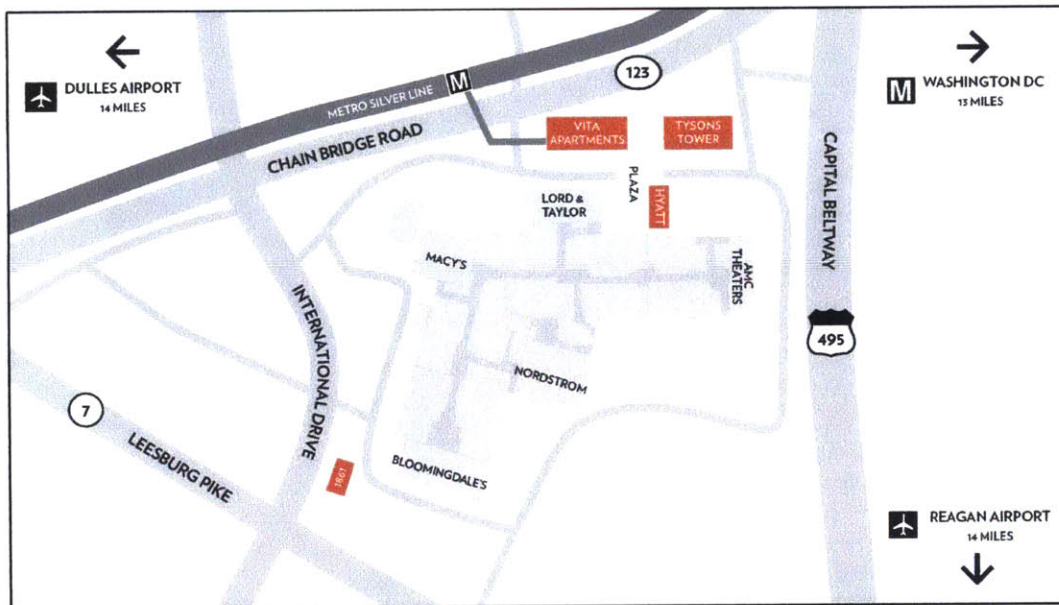 DULLES AIRPORT
14 MILES
METRO SILVER LINE
M
123
M
WASHINGTON DC
13 MILES
CHAIN BRIDGE ROAD
VITA
APARTMENTS
TYSONS
TOWER
PLAZA
HYATT
LORD &
TAYLOR
CAPITAL BELTWAY
MACY'S
AMC
THEATERS
INTERNATIONAL DRIVE
495
NORDSTROM
7
LEESBURG PIKE
BLOOMINGDALE'S
1861
REAGAN AIRPORT
14 MILES